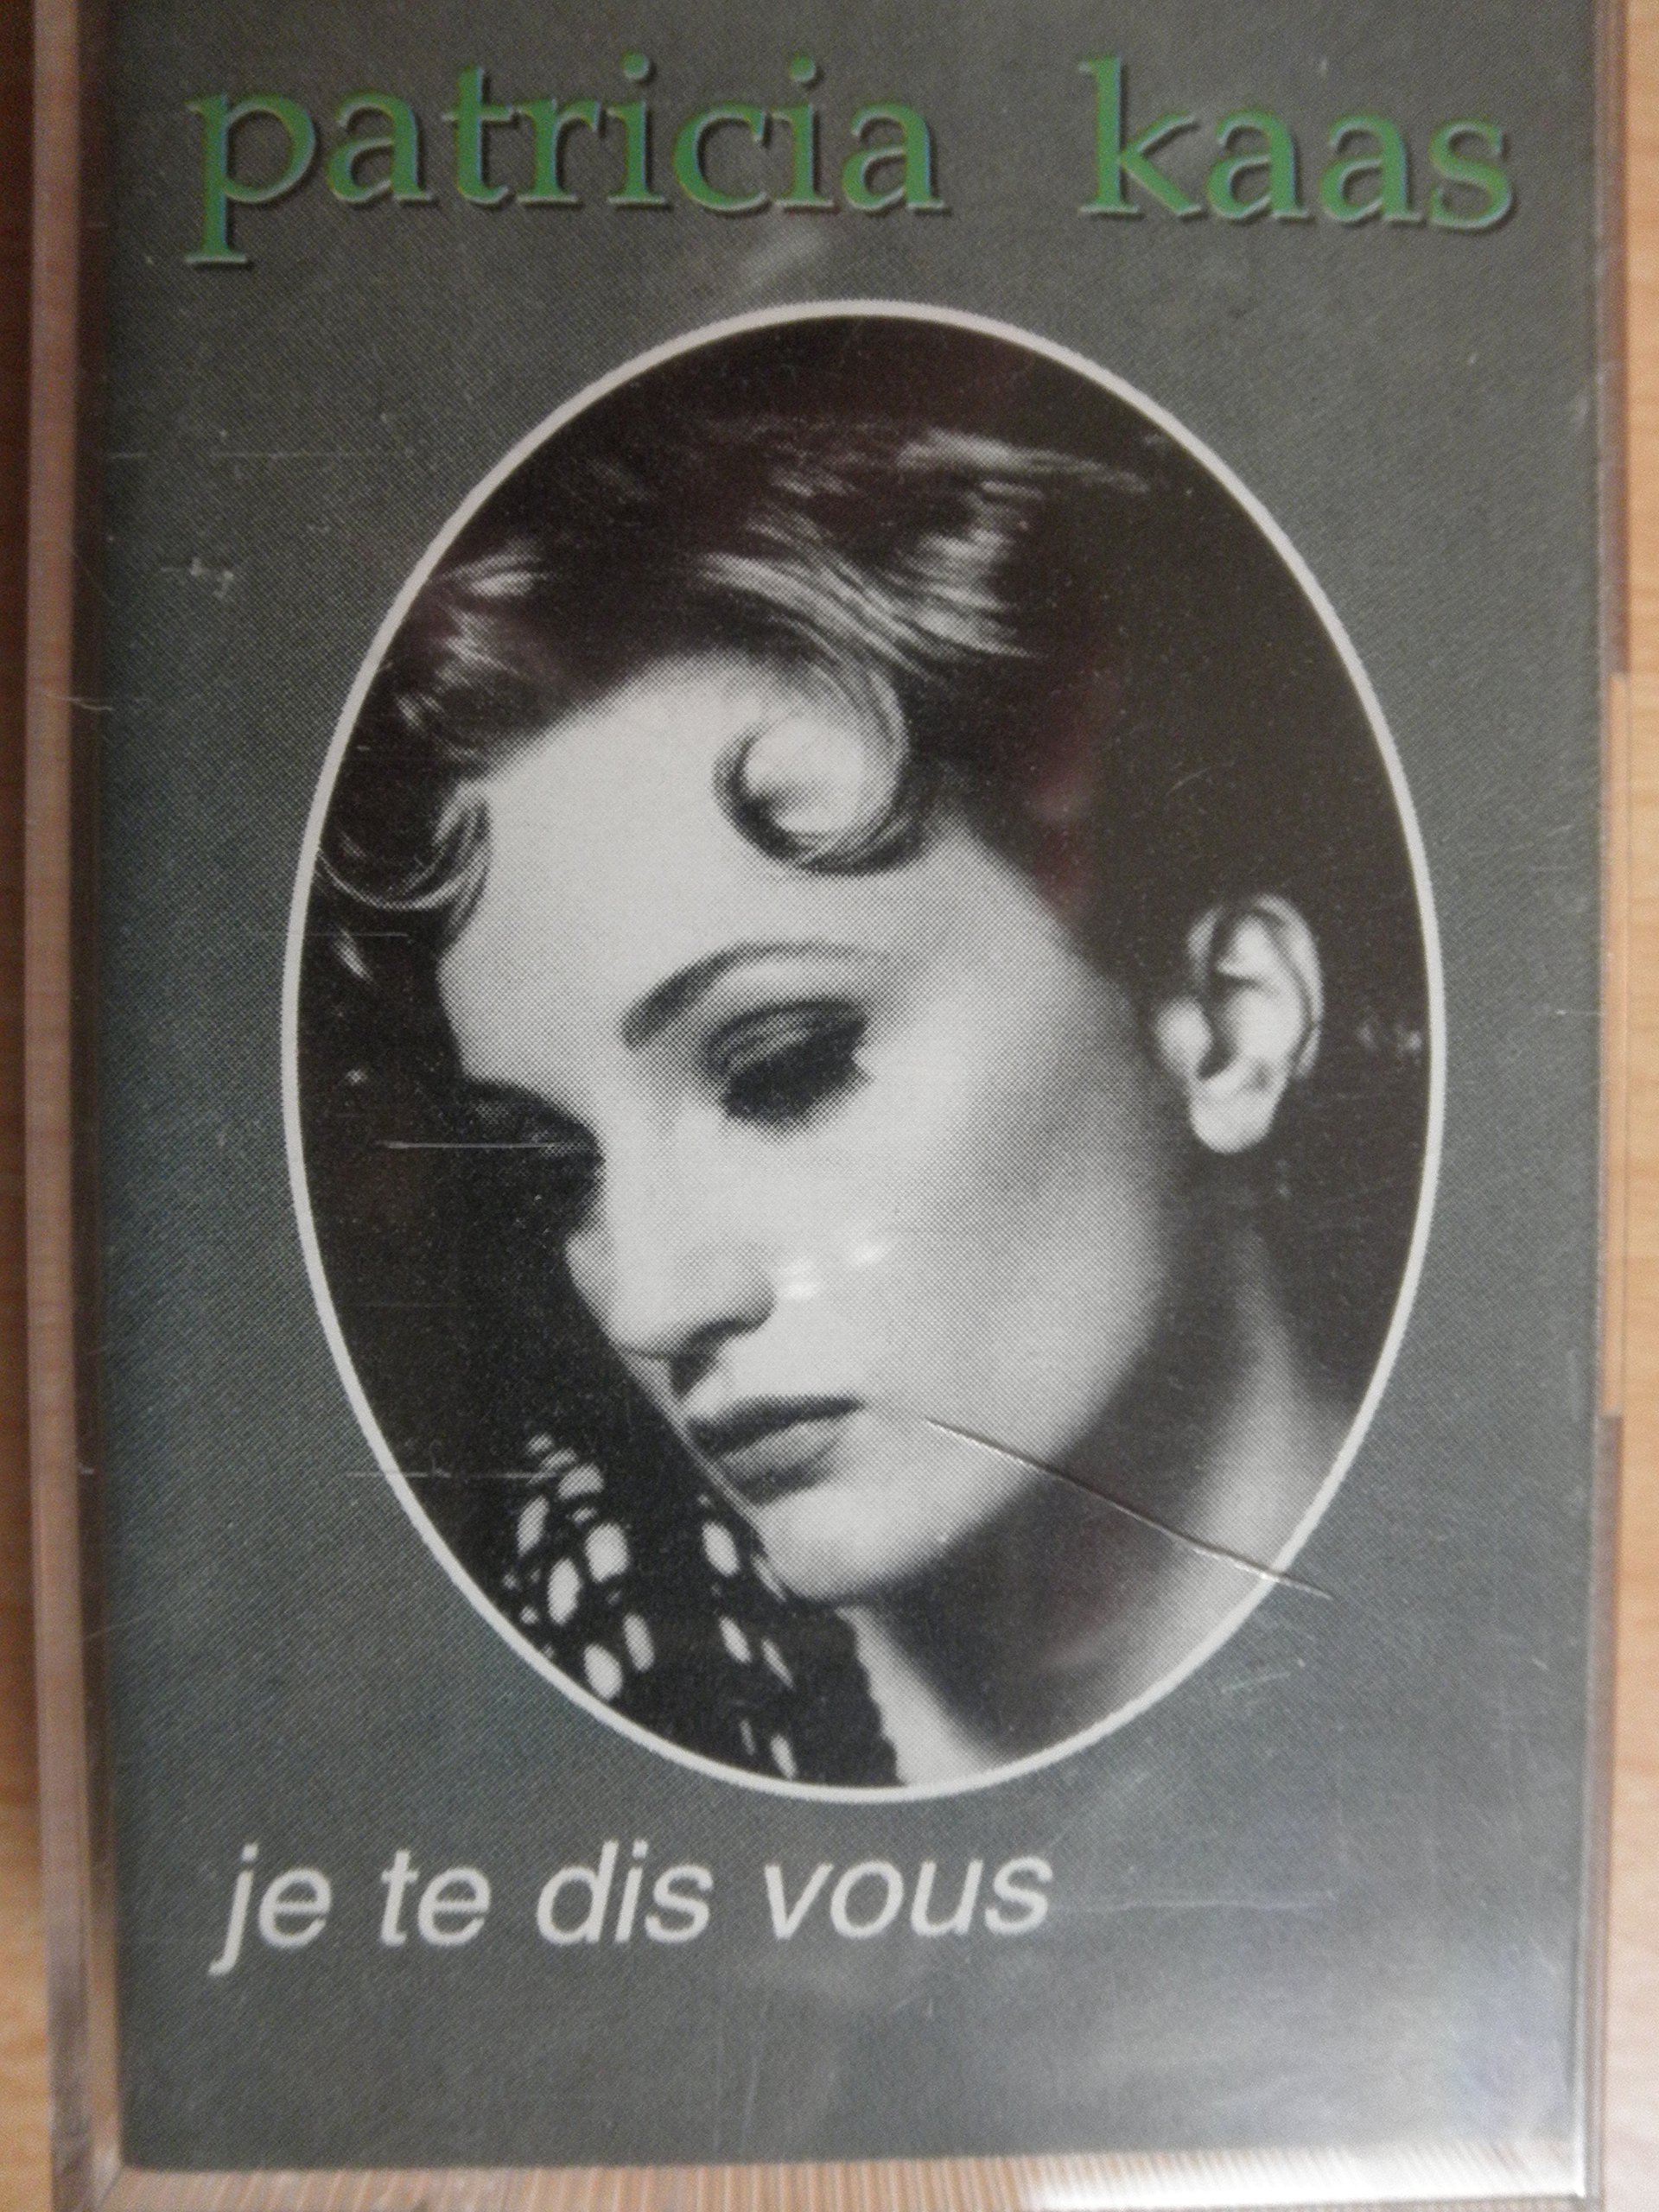 patricia kaas
je te dis vous